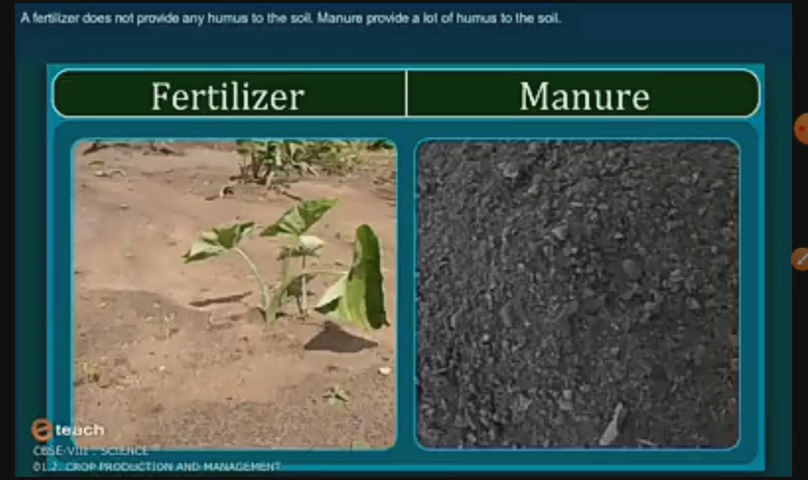 A fertilizer does not provide any humus to the soil. Manure provide a lot of humus to the soil.
Fertilizer
Manure
e teach
CBSE-VIII : SCIENCE
01.2. CROP PRODUCTION AND MANAGEMENT